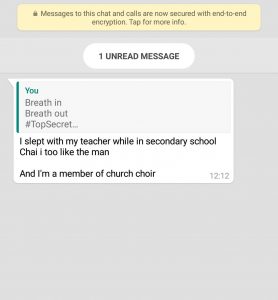 Messages to this chat and calls are now secured with end-to-end
encryption. Tap for more info.
1 UNREAD MESSAGE
You
Breath in
Breath out
#TopSecret...
I slept with my teacher while in secondary school
Chai i too like the man
And I'm a member of church choir
12:12